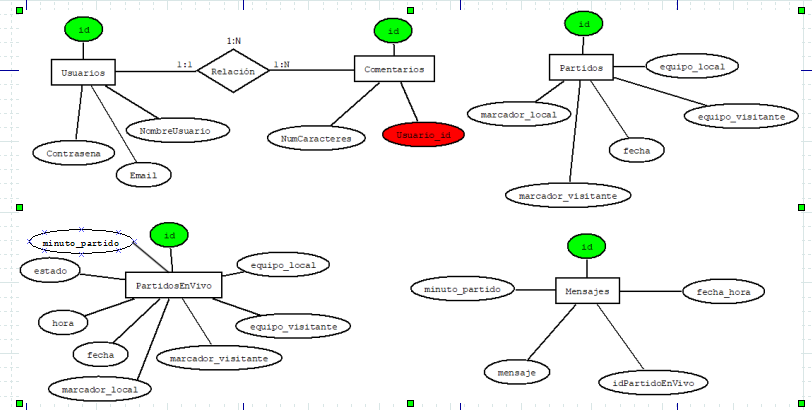 id
Usuarios
Contrasena
Email
NombreUsuario
1:1
1:N
Relación
1:N
id
Comentarios
NumCaracteres
Usuario_id
id
Partidos
equipo_local
marcador_local
equipo_visitante
fecha
marcador_visitante
minuto_partido
id
estado
PartidosEnVivo
equipo_local
hora
equipo_visitante
fecha
marcador_visitante
marcador_local
id
minuto_partido
Mensajes
fecha_hora
mensaje
idPartidoEnVivo